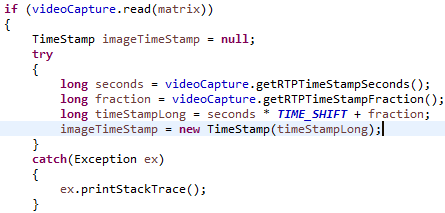 if (videoCapture.read(matrix))
{
    TimeStamp imageTimeStamp = null;
    try
    {
        long seconds = videoCapture.getRTPTimeStampSeconds();
        long fraction = videoCapture.getRTPTimeStampFraction();
        long timeStampLong = seconds * TIME_SHIFT + fraction;
        imageTimeStamp = new TimeStamp(timeStampLong);
    }
    catch(Exception ex)
    {
        ex.printStackTrace();
    }